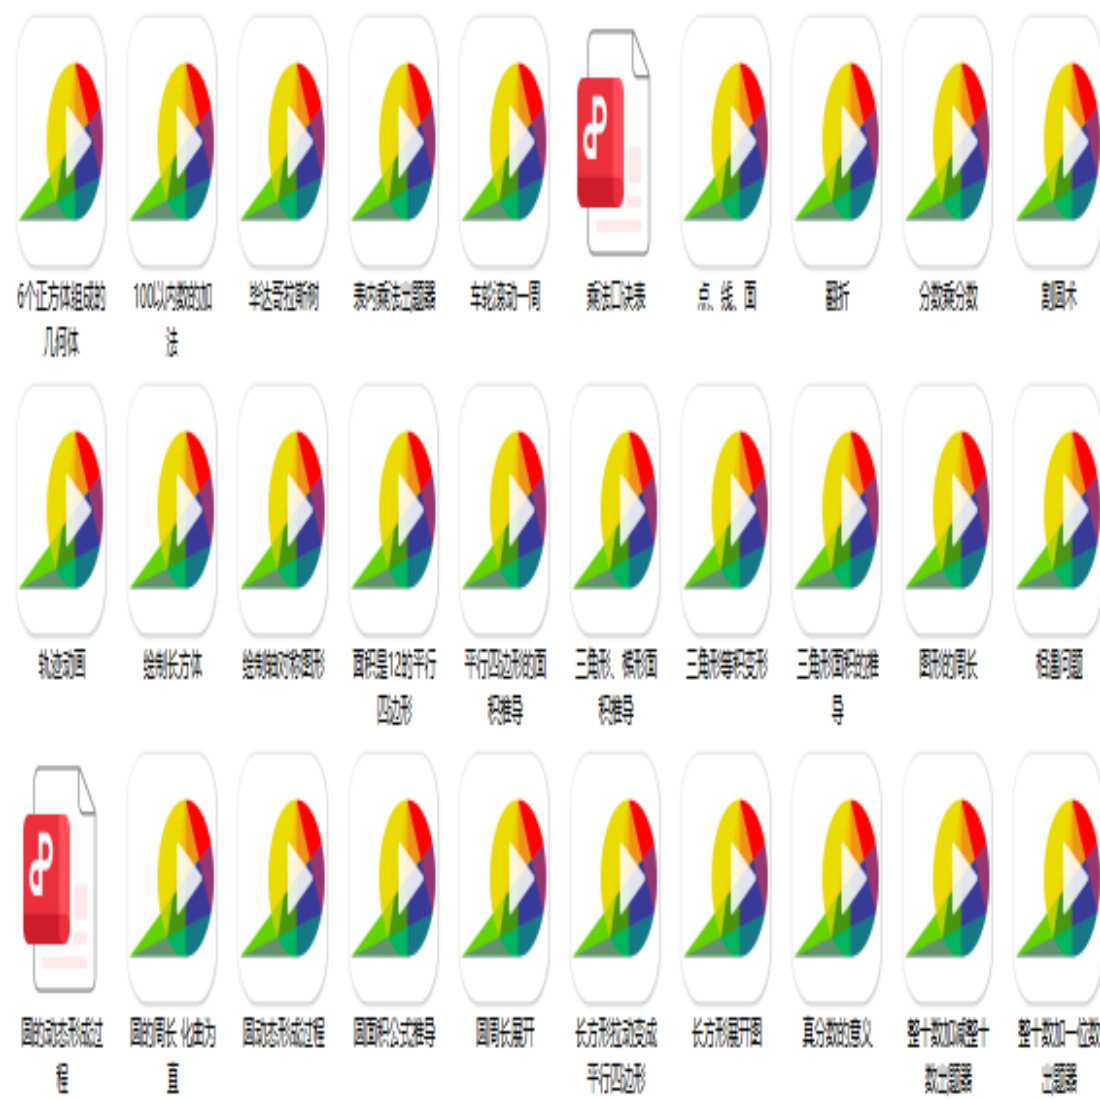 6个正方体组成的
几何体
100以内数的加
法
毕达哥拉斯树
表内乘法出题器
车轮滚动一周
乘法口诀表
点、线、面
翻折
分数乘分数
割圆术
轨迹动画
绘制长方体
绘制轴对称图形
面积是12的平行
四边形
平行四边形的面
积推导
三角形、梯形面
积推导
三角形等积变形
三角形面积的推
导
图形的周长
相遇问题
圆的动态形成过
程
圆的周长 化曲为
直
圆动态形成过程
圆面积公式推导
圆周长展开
长方形拉动变成
平行四边形
长方形展开图
真分数的意义
整十数加减整十
数出题器
整十数加一位数
出题器